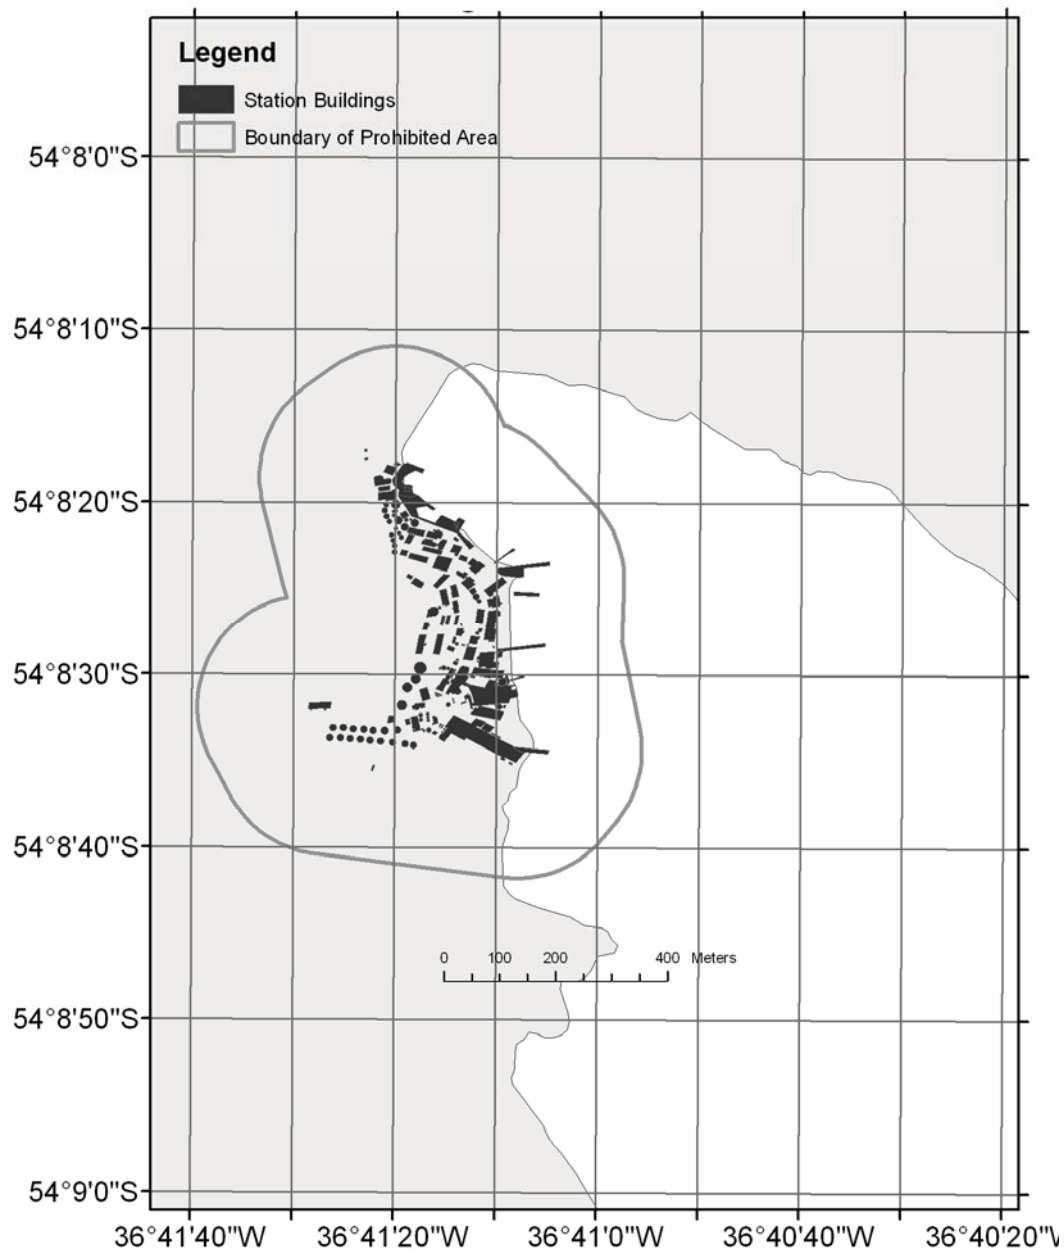 Legend
Station Buildings
Boundary of Prohibited Area
54°8'0"S
54°8'10"S
54°8'20"S
54°8'30"S
54°8'40"S
0 100 200 400 Meters
54°8'50"S
54°9'0"S
36°41'40"W 36°41'20"W 36°41'0"W 36°40'40"W 36°40'20"W